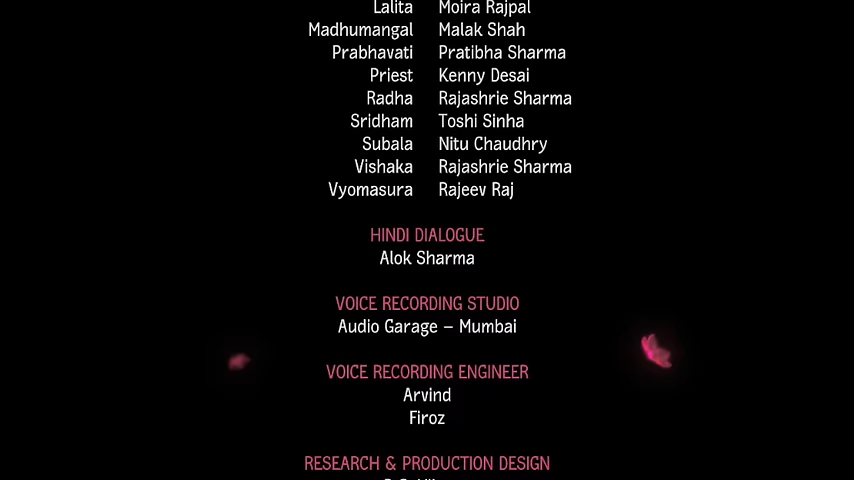 Lalita Moira Rajpal
Madhumangal Malak Shah
Prabhavati Pratibha Sharma
Priest Kenny Desai
Radha Rajashrie Sharma
Sridham Toshi Sinha
Subala Nitu Chaudhry
Vishaka Rajashrie Sharma
Vyomasura Rajeev Raj
HINDI DIALOGUE
Alok Sharma
VOICE RECORDING STUDIO
Audio Garage – Mumbai
VOICE RECORDING ENGINEER
Arvind
Firoz
RESEARCH & PRODUCTION DESIGN